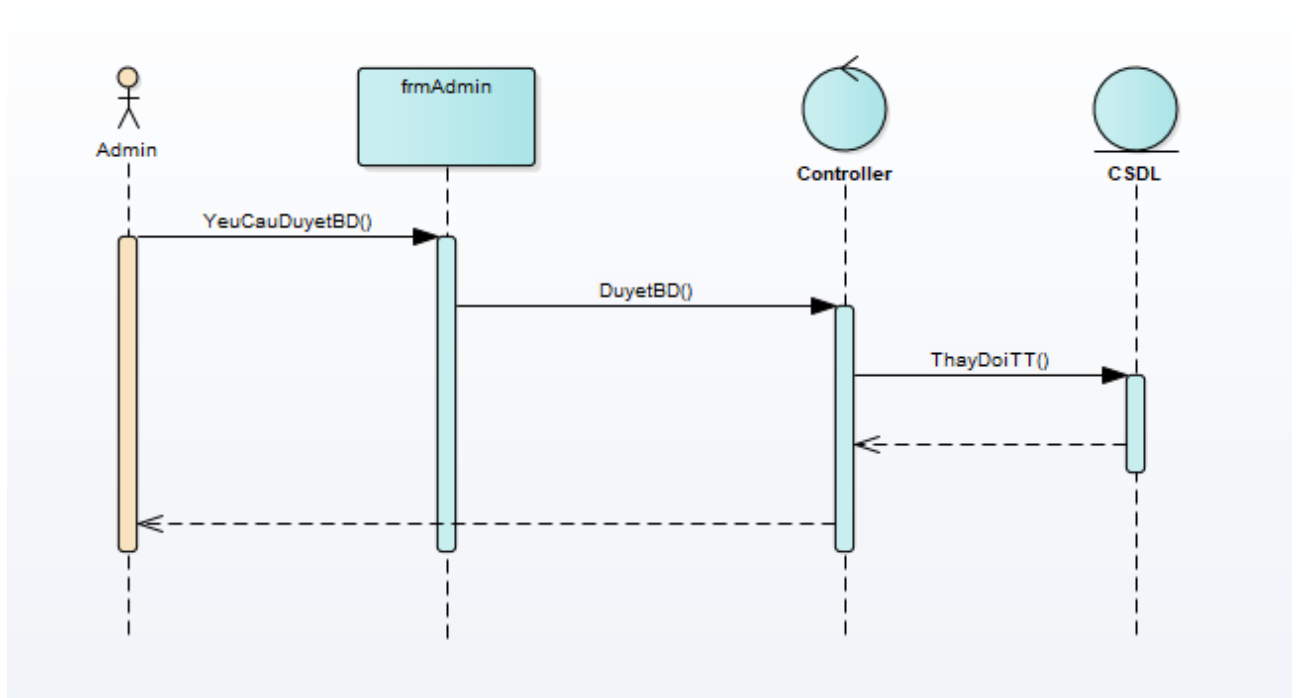 frmAdmin
Admin
Controller
CSDL
YeuCauDuyetBD()
DuyetBD()
ThayDoiTT()